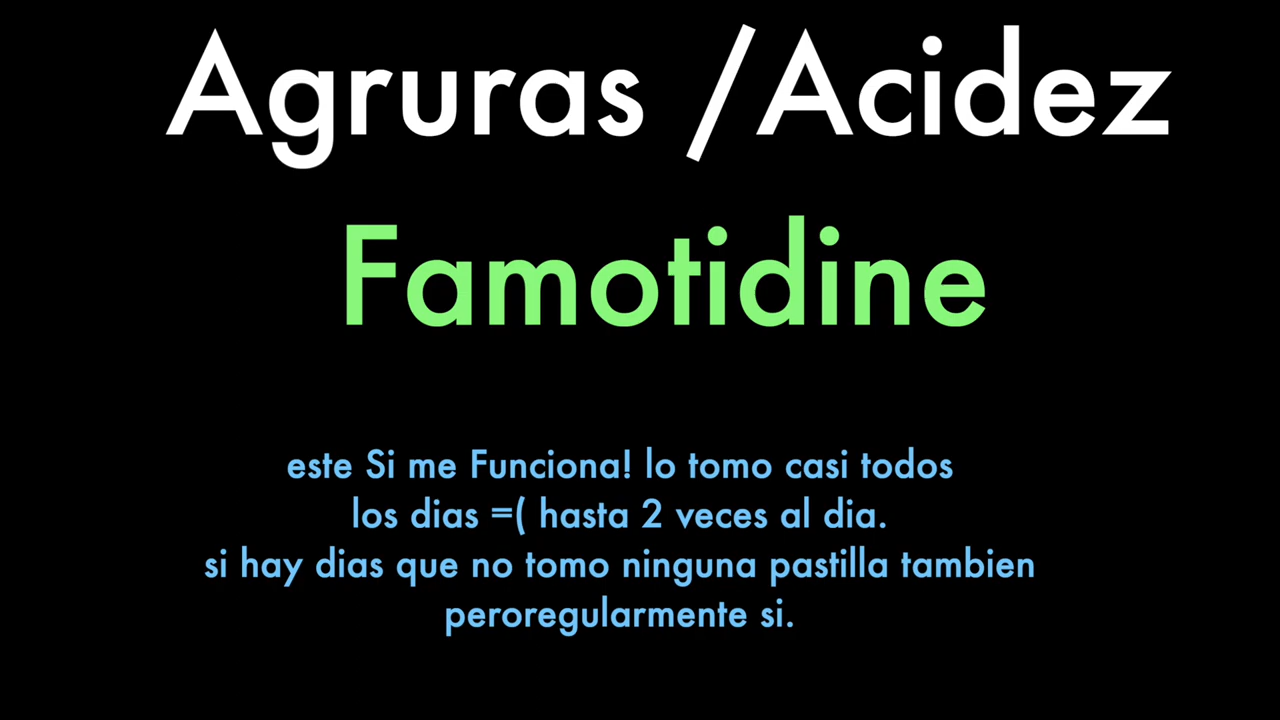 Agruras /Acidez
Famotidine
este Si me Funciona! lo tomo casi todos
los dias =( hasta 2 veces al dia.
si hay dias que no tomo ninguna pastilla tambien
peroregularmente si.